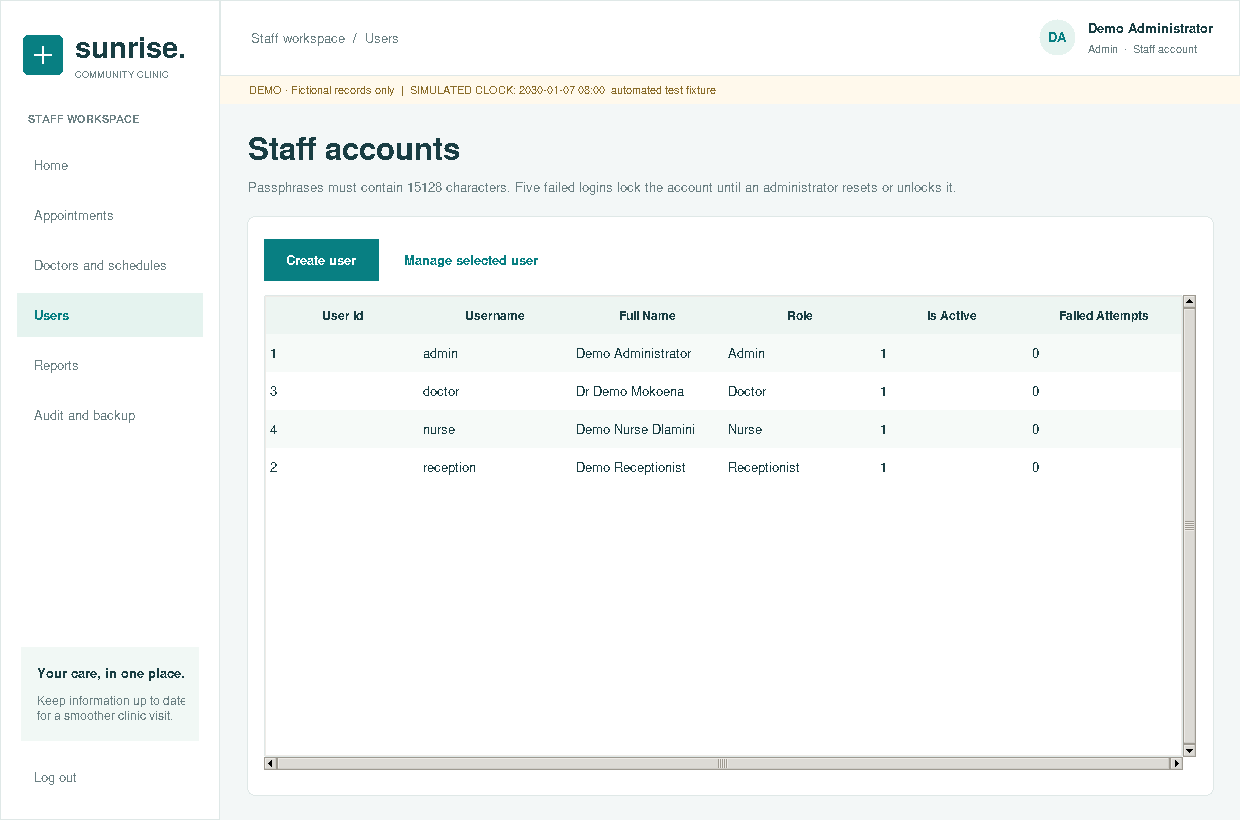 sunrise.
COMMUNITY CLINIC
STAFF WORKSPACE
Home
Appointments
Doctors and schedules
Users
Reports
Audit and backup
Your care, in one place.
Keep information up to date
for a smoother clinic visit.
Log out
Staff workspace / Users
DA
Demo Administrator
Admin · Staff account
DEMO · Fictional records only | SIMULATED CLOCK: 2030-01-07 08:00 automated test fixture
Staff accounts
Passphrases must contain 15128 characters. Five failed logins lock the account until an administrator resets or unlocks it.
Create user
Manage selected user
User Id Username Full Name Role Is Active Failed Attempts
1 admin Demo Administrator Admin 1 0
3 doctor Dr Demo Mokoena Doctor 1 0
4 nurse Demo Nurse Dlamini Nurse 1 0
2 reception Demo Receptionist Receptionist 1 0